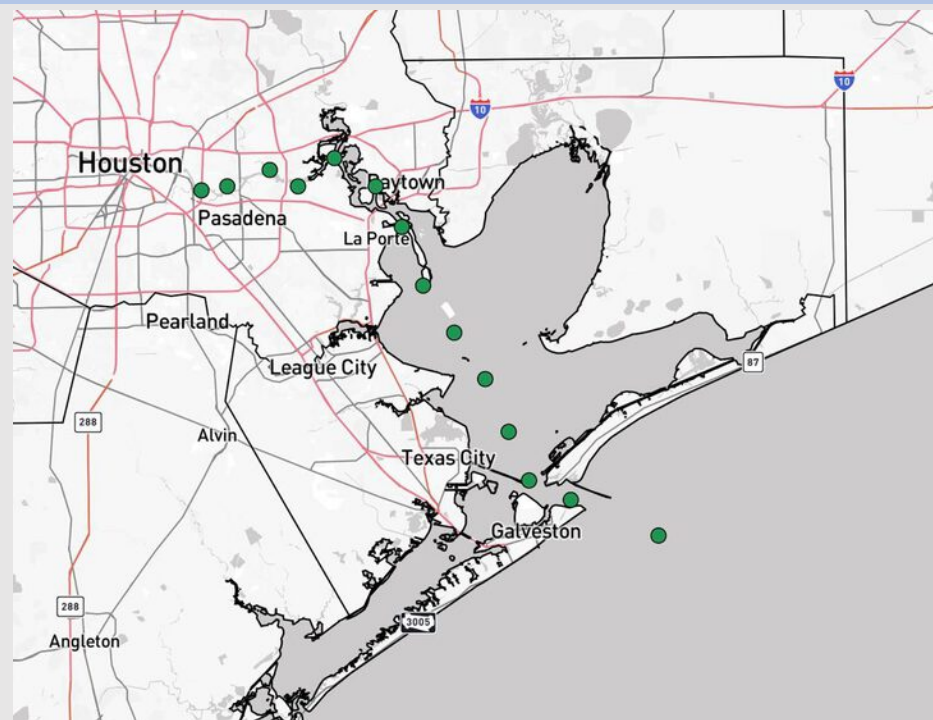 10
10
Houston
Baytown
Pasadena
La Porte
Pearland
League City
87
288
Alvin
Texas City
Galveston
288
3005
Angleton